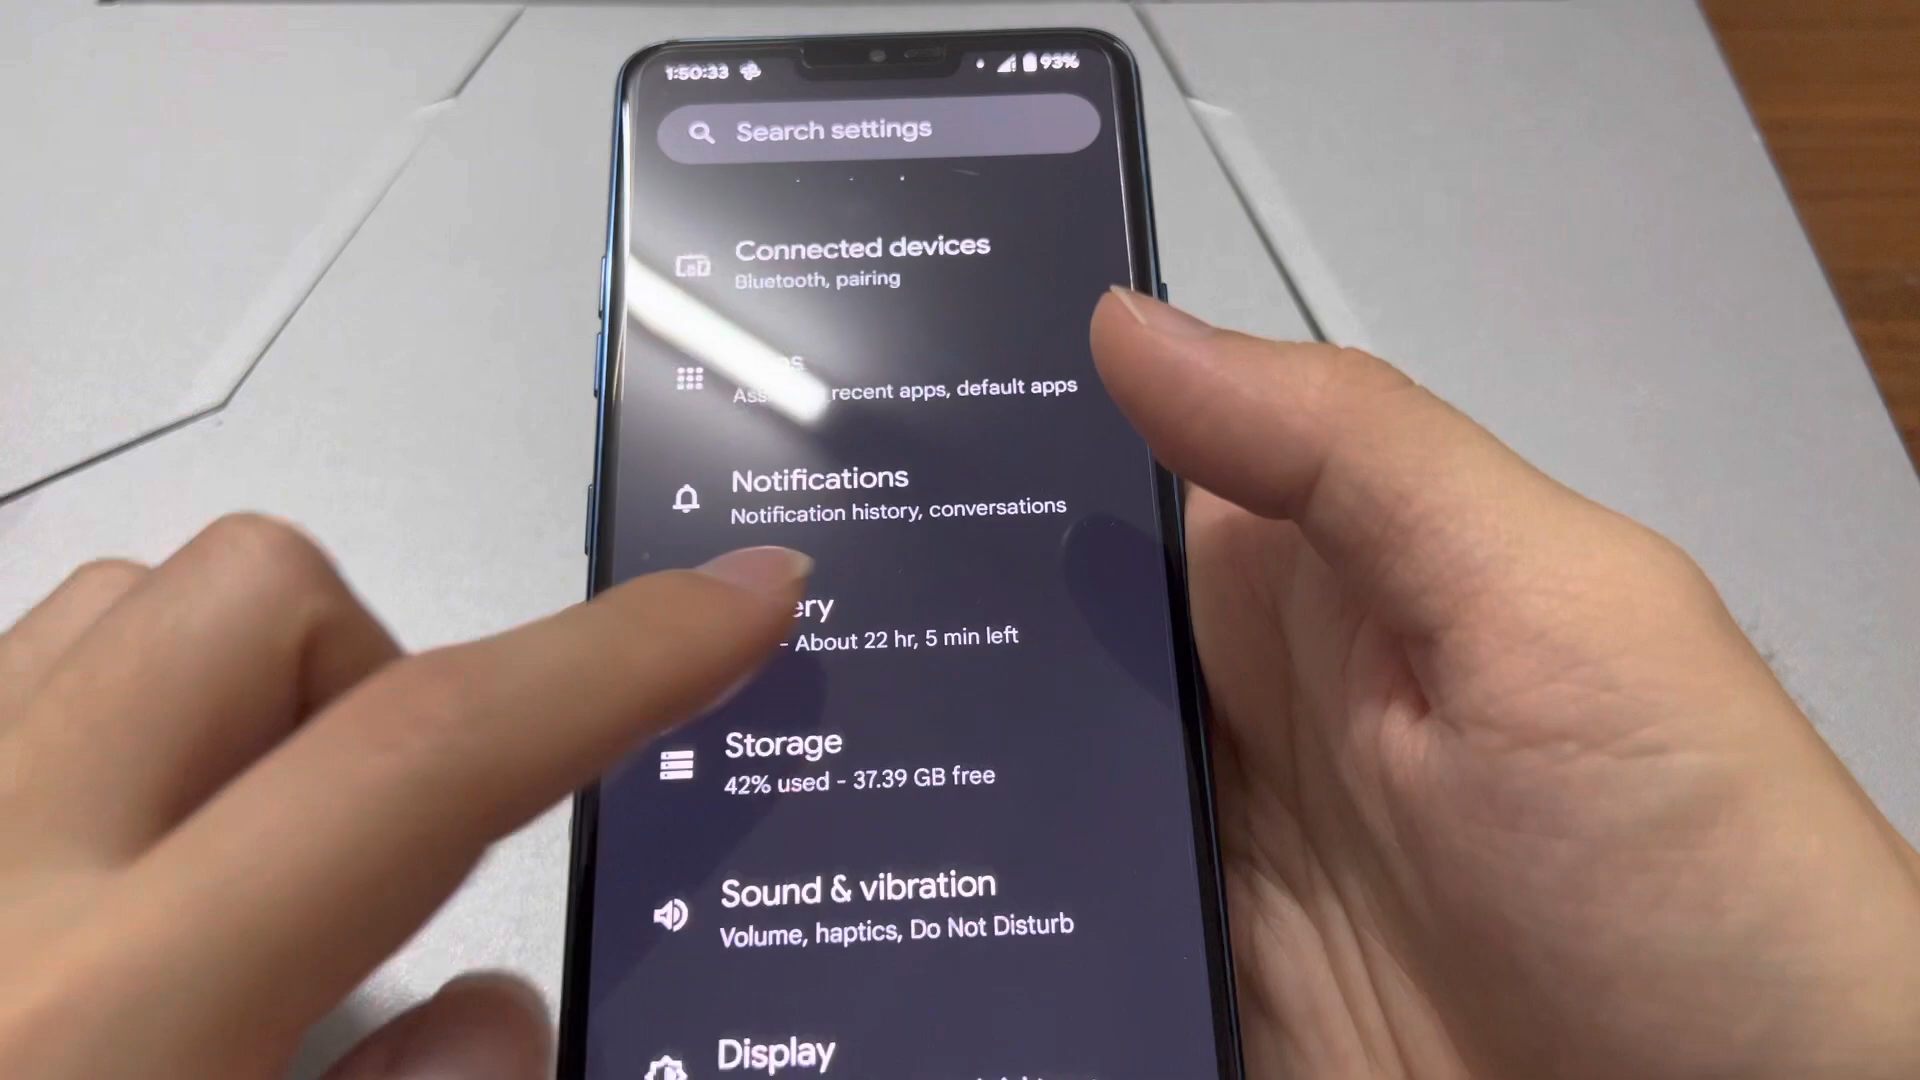 1:50:33 93%
Search settings
Connected devices
Bluetooth, pairing
recent apps, default apps
Notifications
Notification history, conversations
- About 22 hr, 5 min left
Storage
42% used - 37.39 GB free
Sound & vibration
Volume, haptics, Do Not Disturb
Display